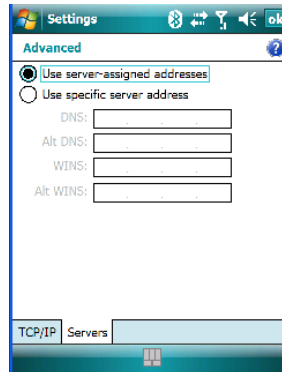 Settings
ok
Advanced
?
Use server-assigned addresses
Use specific server address
DNS: . . .
Alt DNS: . . .
WINS: . . .
Alt WINS: . . .
TCP/IP Servers